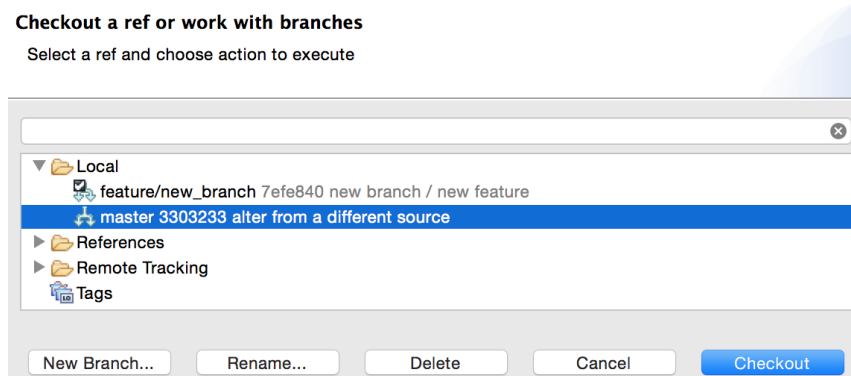 Checkout a ref or work with branches
Select a ref and choose action to execute
Local
feature/new_branch 7efe840 new branch / new feature
master 3303233 alter from a different source
References
Remote Tracking
Tags
New Branch... Rename... Delete Cancel Checkout